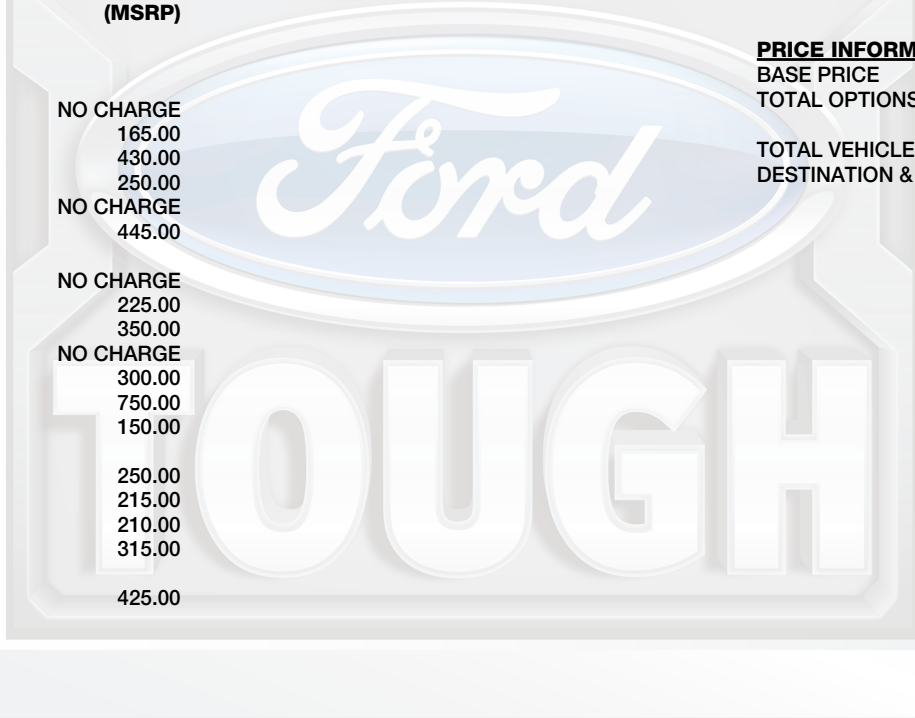 (MSRP)
NO CHARGE
165.00
430.00
250.00
NO CHARGE
445.00
NO CHARGE
225.00
350.00
NO CHARGE
300.00
750.00
150.00
250.00
215.00
210.00
315.00
425.00
PRICE INFORM
BASE PRICE
TOTAL OPTIONS
TOTAL VEHICLE
DESTINATION &
Ford
TOUGH